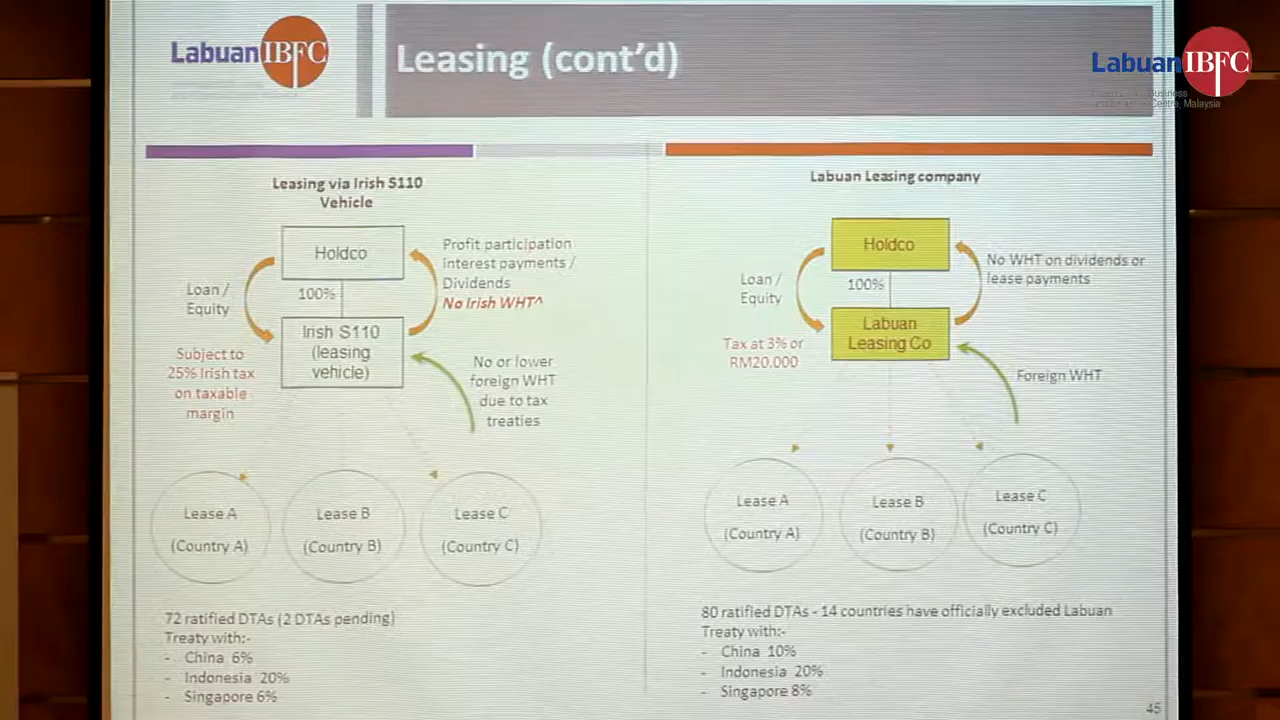 Labuan IBFC
Leasing (cont’d)
Labuan IBFC
Centre, Malaysia
Leasing via Irish S110
Vehicle
Holdco
Profit participation
interest payments /
Dividends
No Irish WHT^
Loan /
Equity
100%
Irish S110
(leasing
vehicle)
Subject to
25% Irish tax
on taxable
margin
No or lower
foreign WHT
due to tax
treaties
Lease A
(Country A)
Lease B
(Country B)
Lease C
(Country C)
72 ratified DTAs (2 DTAs pending)
Treaty with:-
- China 6%
- Indonesia 20%
- Singapore 6%
Labuan Leasing company
Holdco
No WHT on dividends or
lease payments
Loan /
Equity
100%
Labuan
Leasing Co
Tax at 3% or
RM20,000
Foreign WHT
Lease A
(Country A)
Lease B
(Country B)
Lease C
(Country C)
80 ratified DTAs - 14 countries have officially excluded Labuan
Treaty with:-
- China 10%
- Indonesia 20%
- Singapore 8%
45